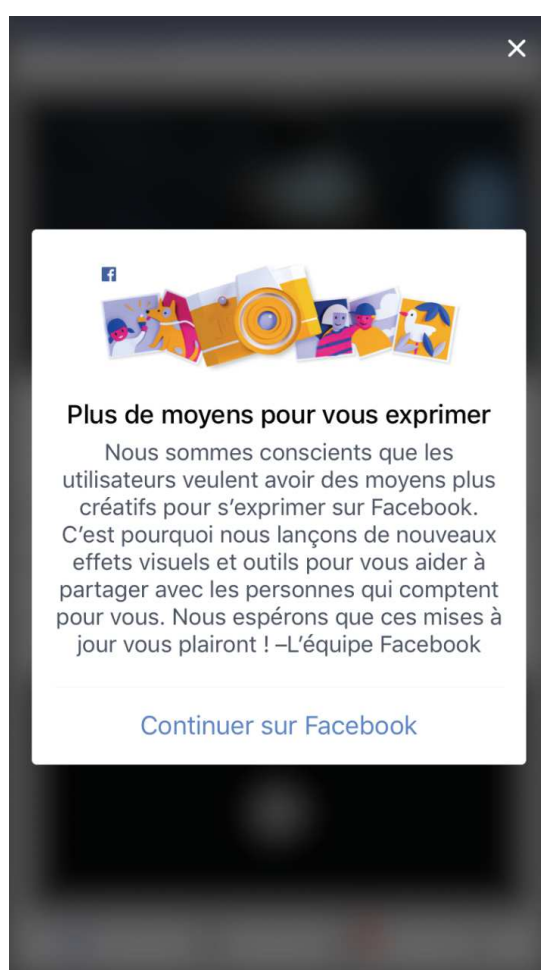 Plus de moyens pour vous exprimer
Nous sommes conscients que les
utilisateurs veulent avoir des moyens plus
créatifs pour s’exprimer sur Facebook.
C’est pourquoi nous lançons de nouveaux
effets visuels et outils pour vous aider à
partager avec les personnes qui comptent
pour vous. Nous espérons que ces mises à
jour vous plairont ! –L’équipe Facebook
Continuer sur Facebook